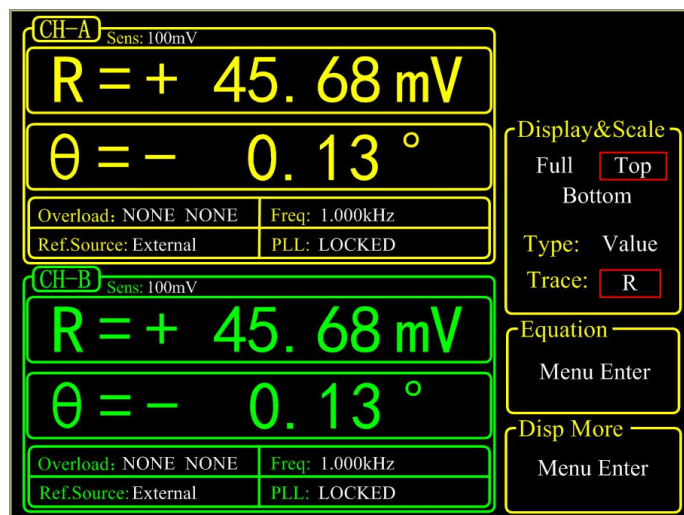 CH-A Sens: 100mV
R = + 45.68 mV
θ = - 0.13 °
Overload: NONE NONE Freq: 1.000kHz
Ref.Source: External PLL: LOCKED
CH-B Sens: 100mV
R = + 45.68 mV
θ = - 0.13 °
Overload: NONE NONE Freq: 1.000kHz
Ref.Source: External PLL: LOCKED
Display&Scale
Full Top
Bottom
Type: Value
Trace: R
Equation
Menu Enter
Disp More
Menu Enter